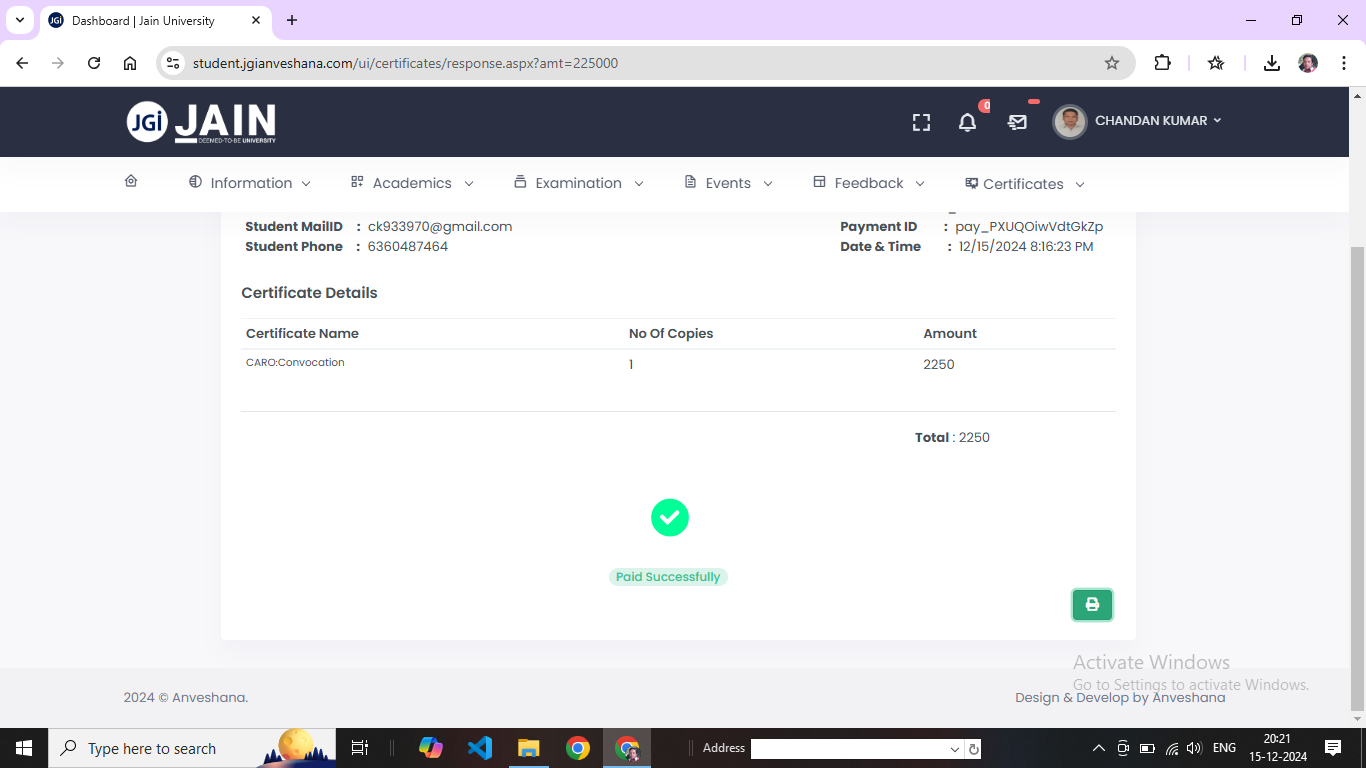 Dashboard | Jain University
student.jgianveshana.com/ui/certificates/response.aspx?amt=225000
JGi JAIN
DEEMED-TO-BE UNIVERSITY
0
CHANDAN KUMAR
Information Academics Examination Events Feedback Certificates
Student MailID : ck933970@gmail.com
Payment ID : pay_PXUQOiwVdtGkZp
Student Phone : 6360487464
Date & Time : 12/15/2024 8:16:23 PM
Certificate Details
Certificate Name No Of Copies Amount
CARO:Convocation 1 2250
Total : 2250
Paid Successfully
Activate Windows
Go to Settings to activate Windows.
2024 © Anveshana.
Design & Develop by Anveshana
Type here to search
Address
ENG
20:21
15-12-2024